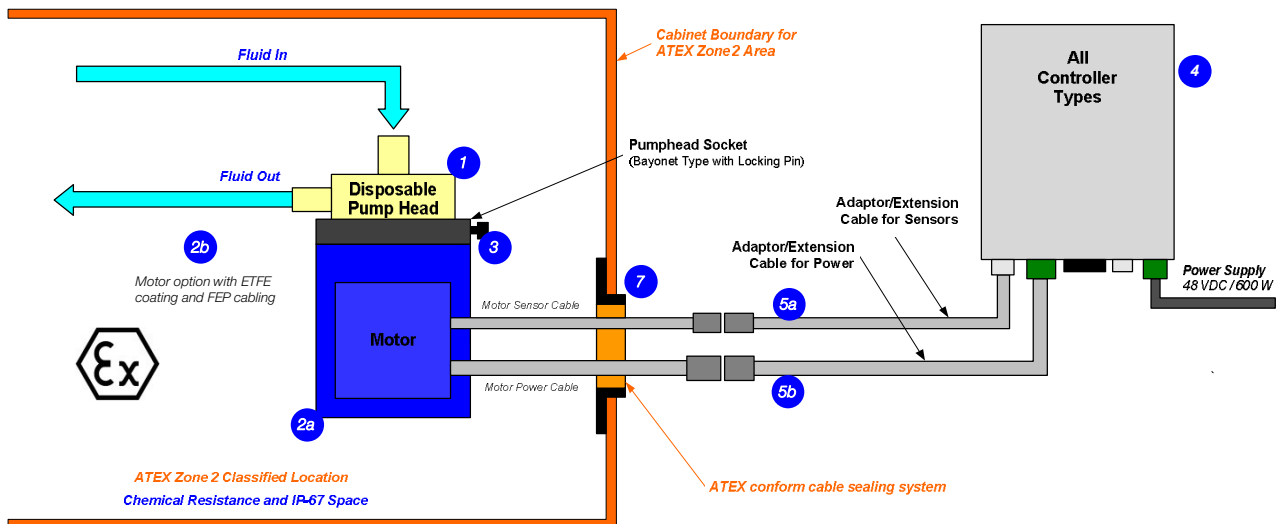 Cabinet Boundary for
ATEX Zone 2 Area
Fluid In
All
Controller
Types
4
Pumphead Socket
(Bayonet Type with Locking Pin)
1
Fluid Out
Disposable
Pump Head
Adaptor/Extension
Cable for Sensors
2b
3
Adaptor/Extension
Cable for Power
Motor option with ETFE
coating and FEP cabling
7
Power Supply
48 VDC / 600 W
Motor Sensor Cable
5a
Motor
Ex
Motor Power Cable
5b
2a
ATEX Zone 2 Classified Location
Chemical Resistance and IP-67 Space
ATEX conform cable sealing system